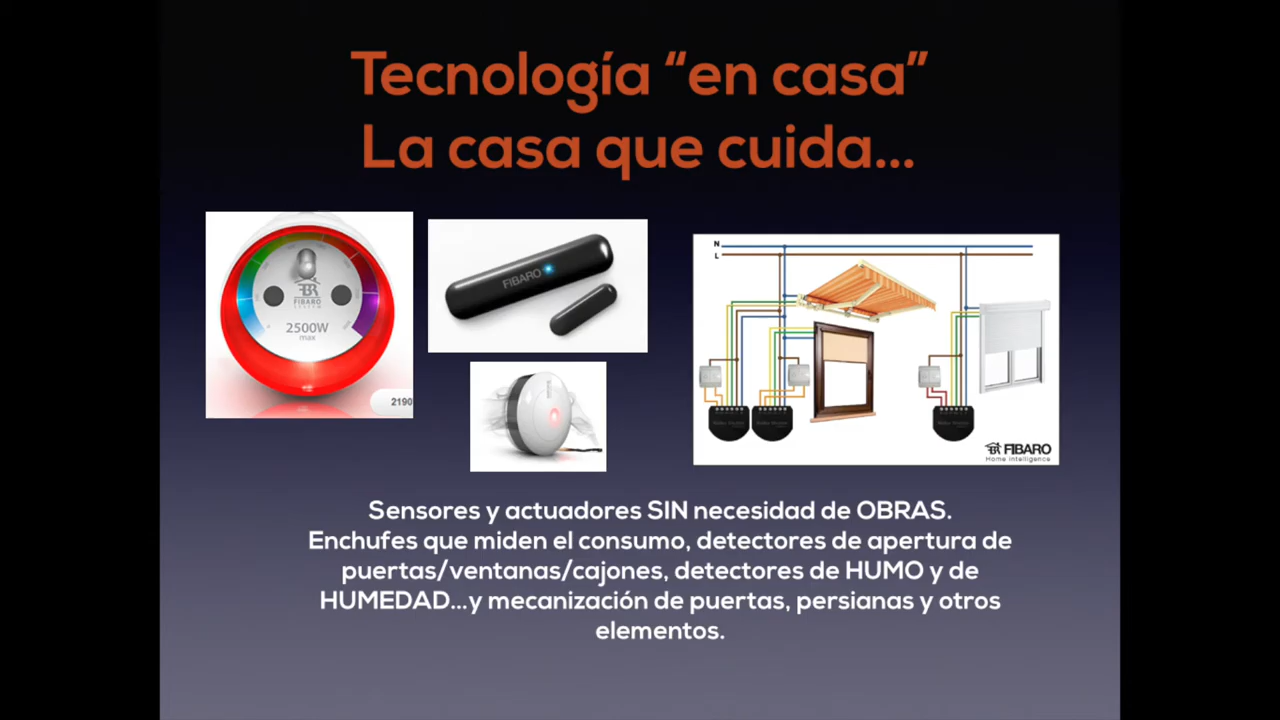 Tecnología “en casa”
La casa que cuida...
FIBARO
SYSTEM
2500W
max
2190
FIBARO
N
L
FIBARO
Home Intelligence
Sensores y actuadores SIN necesidad de OBRAS.
Enchufes que miden el consumo, detectores de apertura de
puertas/ventanas/cajones, detectores de HUMO y de
HUMEDAD...y mecanización de puertas, persianas y otros
elementos.